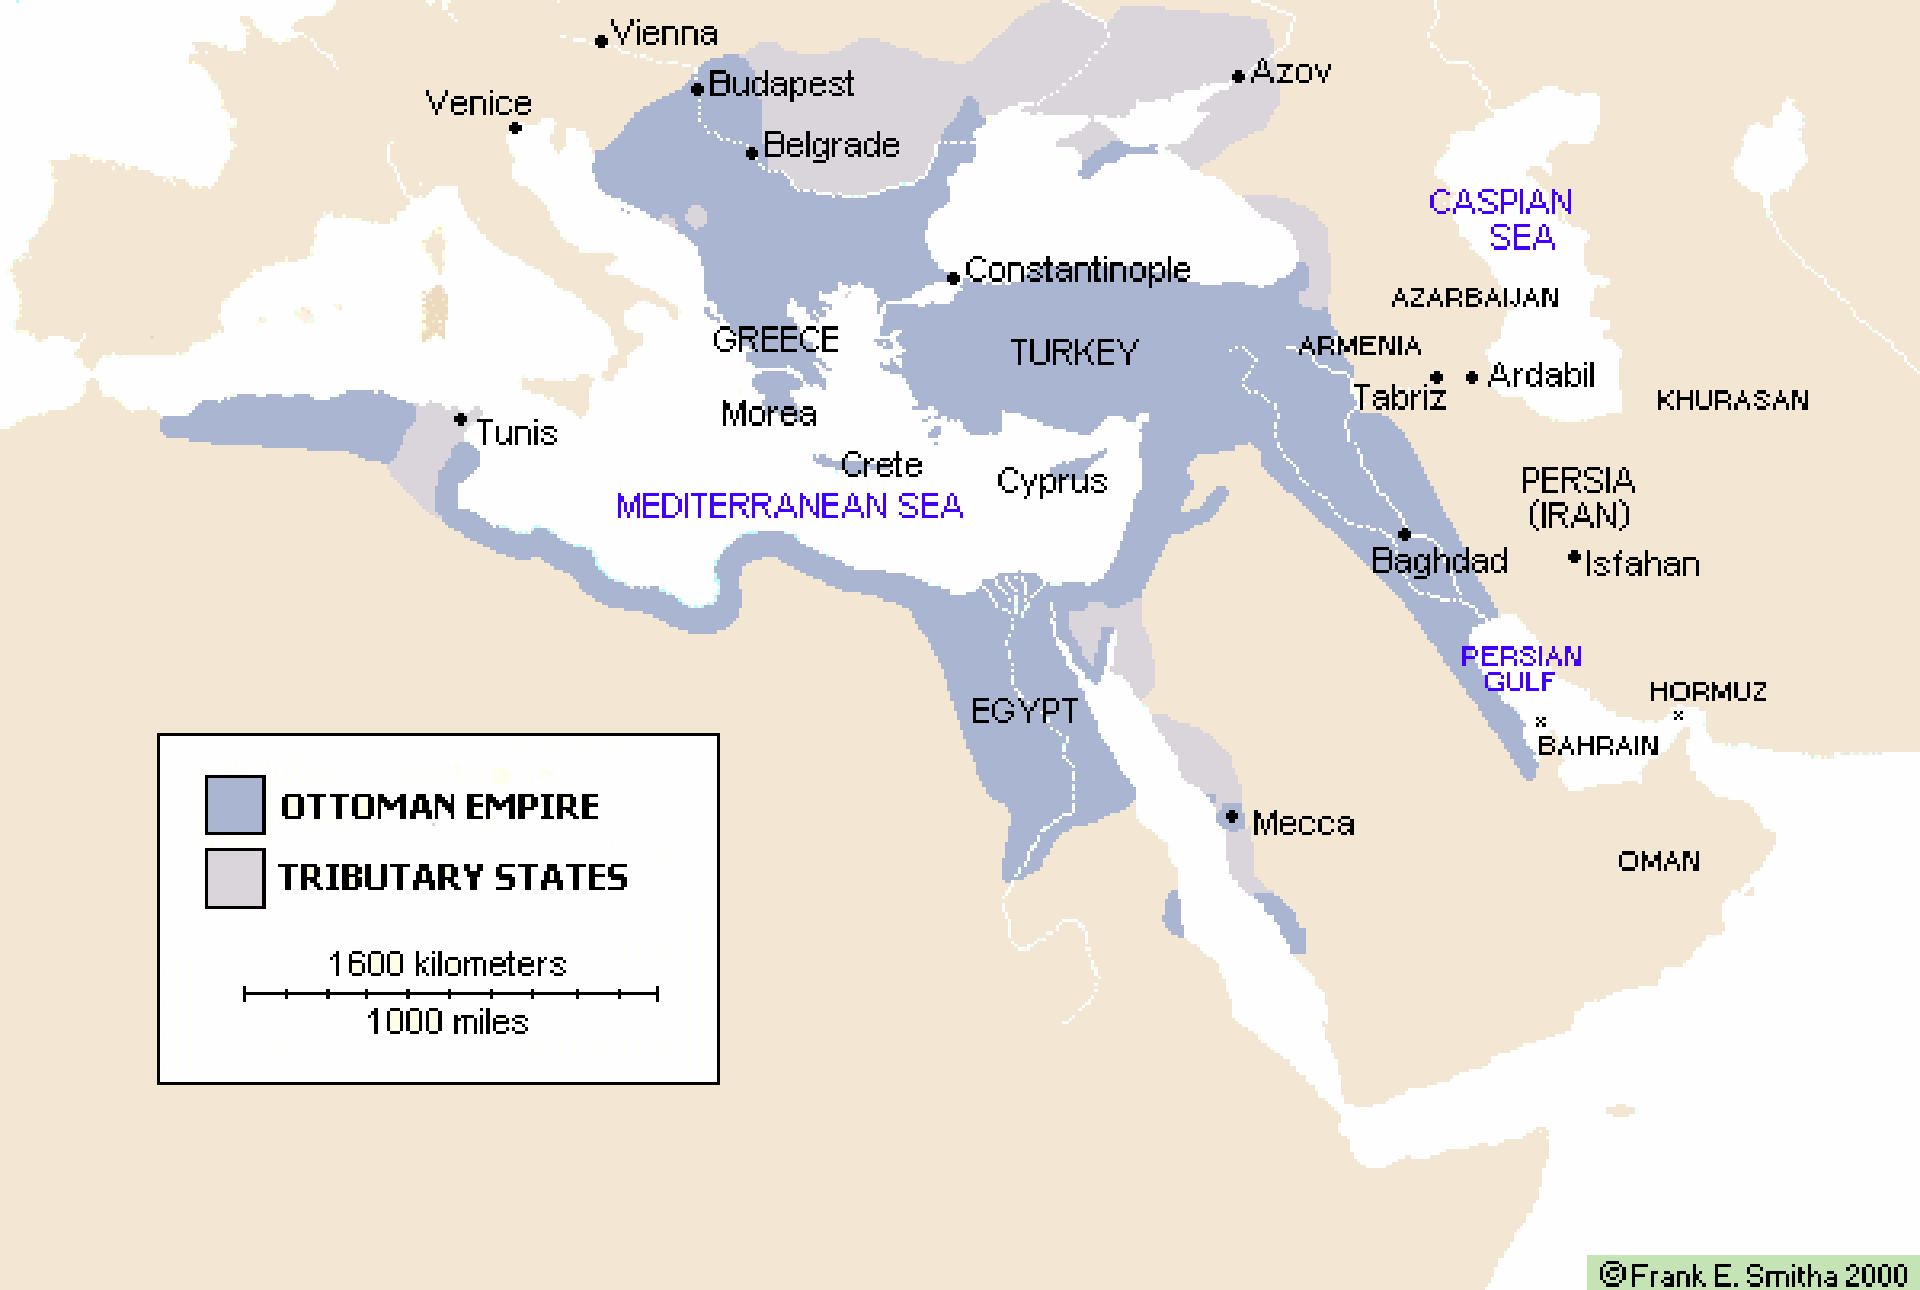 Vienna
Budapest
Azov
Venice
Belgrade
CASPIAN
SEA
Constantinople
AZARBAIJAN
GREECE
TURKEY
ARMENIA
Ardabil
Tabriz
KHURASAN
Morea
Tunis
Crete
Cyprus
PERSIA
(IRAN)
MEDITERRANEAN SEA
Baghdad
Isfahan
PERSIAN
GULF
HORMUZ
EGYPT
BAHRAIN
OTTOMAN EMPIRE
Mecca
OMAN
TRIBUTARY STATES
1600 kilometers
1000 miles
©Frank E. Smitha 2000